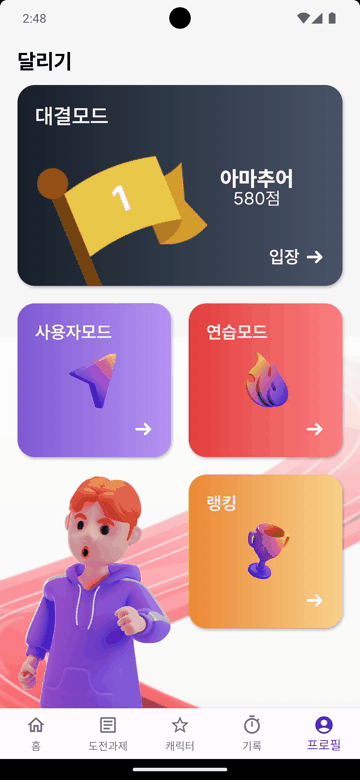 2:48
달리기
대결모드
1
아마추어
580점
입장
사용자모드
연습모드
랭킹
홈
도전과제
캐릭터
기록
프로필